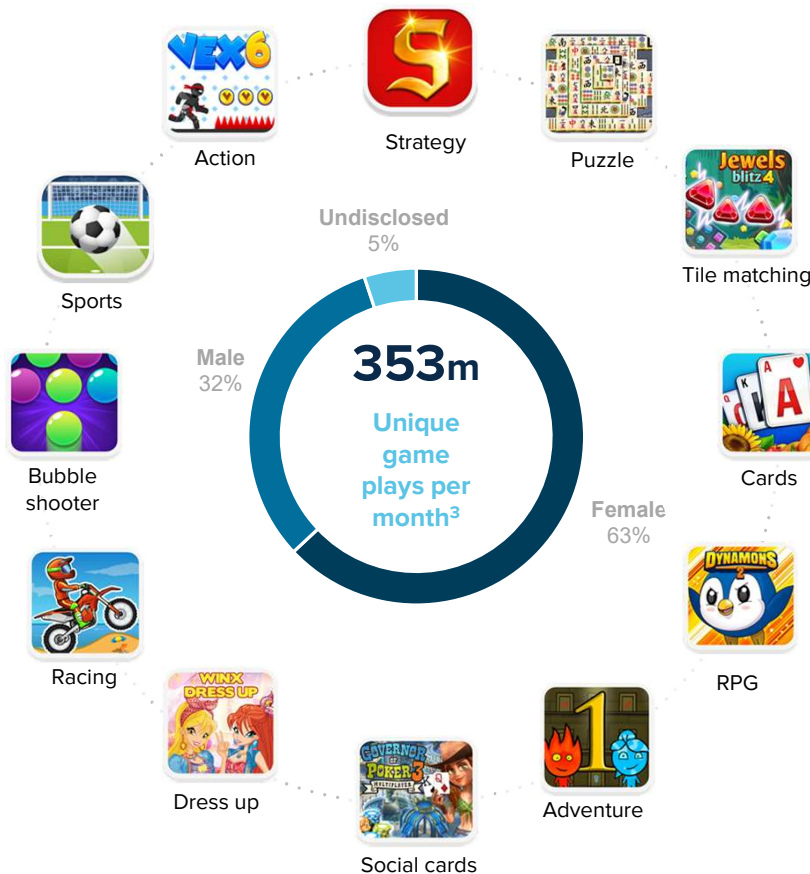 VEX6
Action
S
Strategy
Puzzle
Jewels
blitz 4
Tile matching
Sports
Undisclosed
5%
Male
32%
353m
Unique
game
plays per
month³
Female
63%
K
A
A
Cards
Bubble
shooter
DYNAMONS
2
RPG
Racing
WINX
DRESS UP
Dress up
GOVERNOR
OF
POKER 3
MULTIPLAYER
K Q
Social cards
1
Adventure